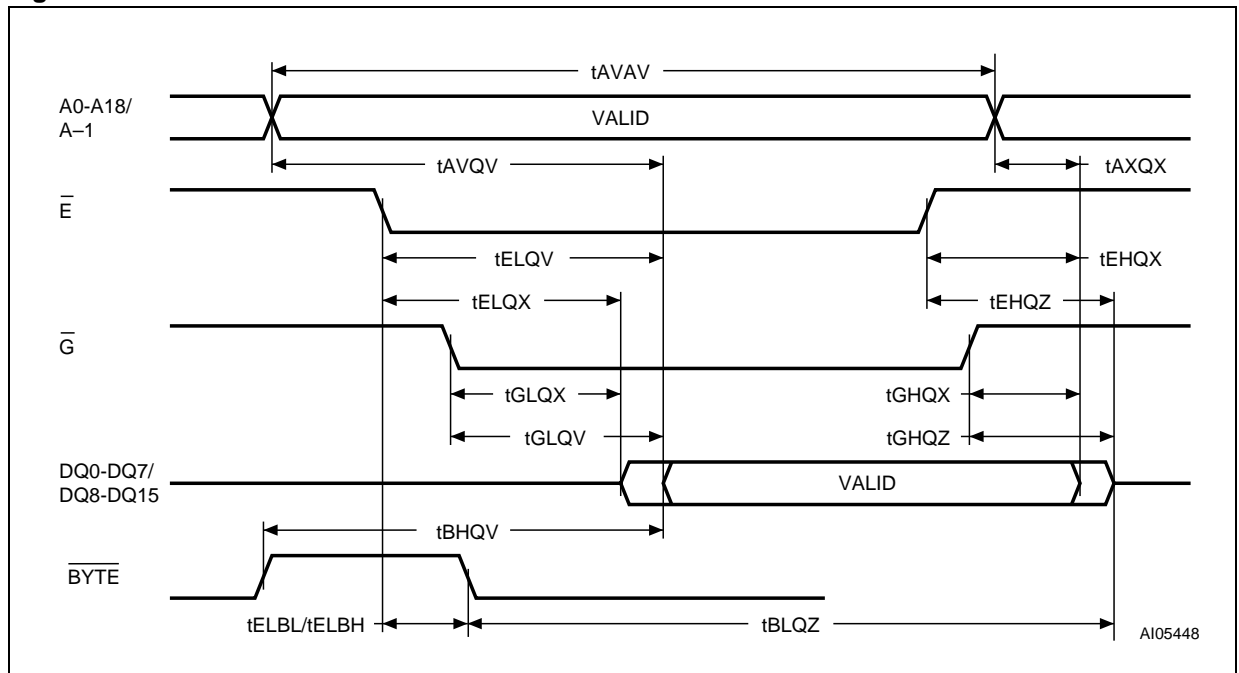 tAVAV
A0-A18/
A–1
VALID
tAVQV
tAXQX
E
tELQV
tEHQX
tELQX
tEHQZ
G
tGLQX
tGHQX
tGLQV
tGHQZ
DQ0-DQ7/
DQ8-DQ15
VALID
tBHQV
BYTE
tELBL/tELBH
tBLQZ
AI05448